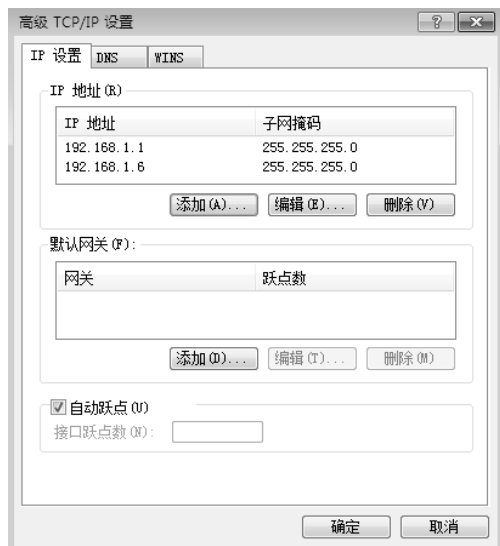 高级 TCP/IP 设置
IP 设置 DNS WINS
IP 地址(R)
IP 地址 子网掩码
192.168.1.1 255.255.255.0
192.168.1.6 255.255.255.0
添加(A)... 编辑(E)... 删除(V)
默认网关(F):
网关 跃点数
添加(D)... 编辑(T)... 删除(M)
自动跃点(U)
接口跃点数(N):
确定 取消